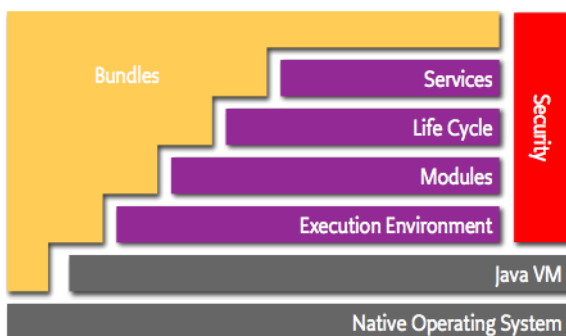 Bundles
Services
Life Cycle
Modules
Execution Environment
Java VM
Native Operating System
Security